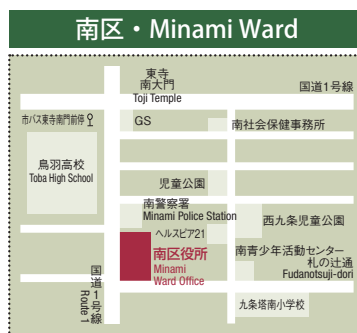 南区・Minami Ward
東寺
南大門
Toji Temple
国道1号線
市バス東寺南門前停
GS
南社会保健事務所
鳥羽高校
Toba High School
児童公園
南警察署
Minami Police Station
ヘルスピア21
西九条児童公園
南区役所
Minami
Ward Office
南青少年活動センター
札の辻通
Fudanotsuji-dori
国道1号線
Route 1
九条塔南小学校